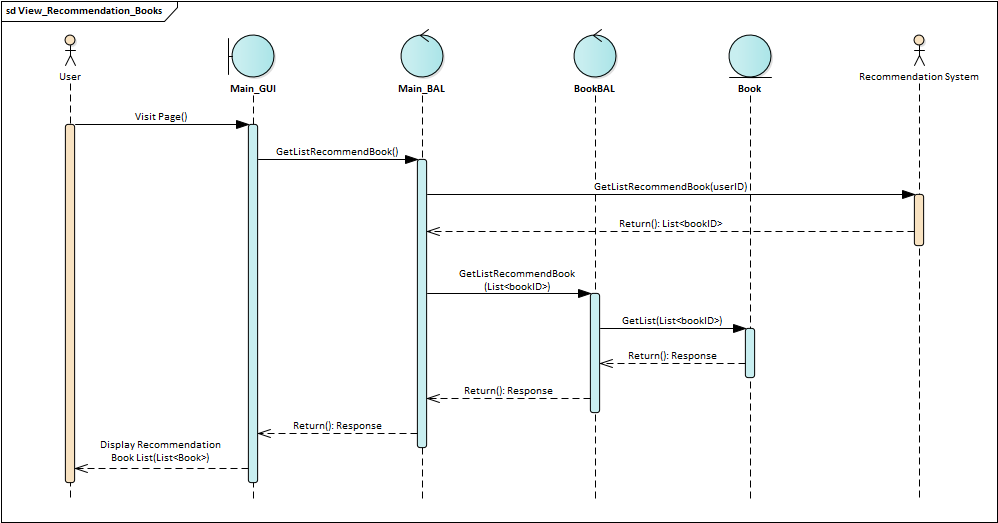 sd View_Recommendation_Books
User
Main_GUI
Main_BAL
BookBAL
Book
Recommendation System
Visit Page()
GetListRecommendBook()
GetListRecommendBook(userID)
Return(): List<bookID>
GetListRecommendBook
(List<bookID>)
GetList(List<bookID>)
Return(): Response
Return(): Response
Return(): Response
Display Recommendation
Book List(List<Book>)